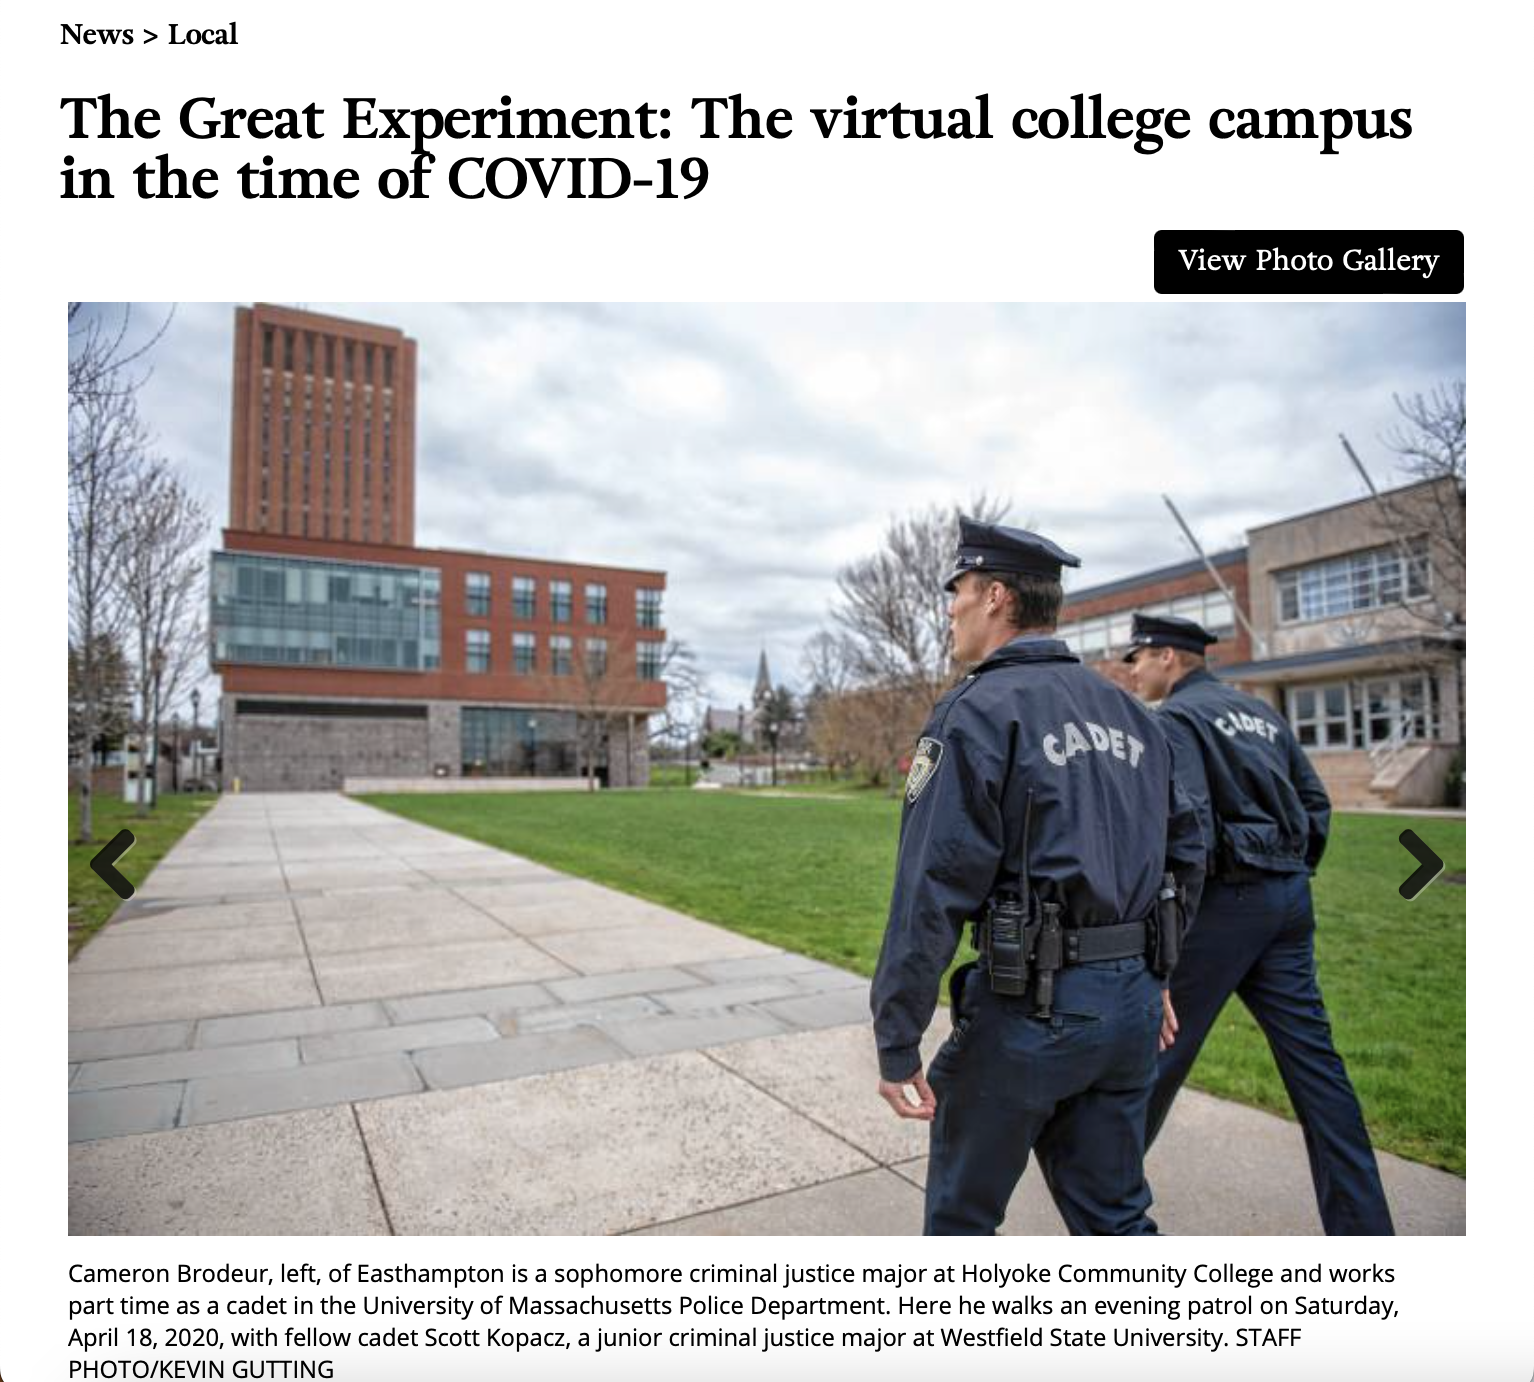 News > Local
The Great Experiment: The virtual college campus
in the time of COVID-19
View Photo Gallery
CADET
CADET
Cameron Brodeur, left, of Easthampton is a sophomore criminal justice major at Holyoke Community College and works
part time as a cadet in the University of Massachusetts Police Department. Here he walks an evening patrol on Saturday,
April 18, 2020, with fellow cadet Scott Kopacz, a junior criminal justice major at Westfield State University. STAFF
PHOTO/KEVIN GUTTING